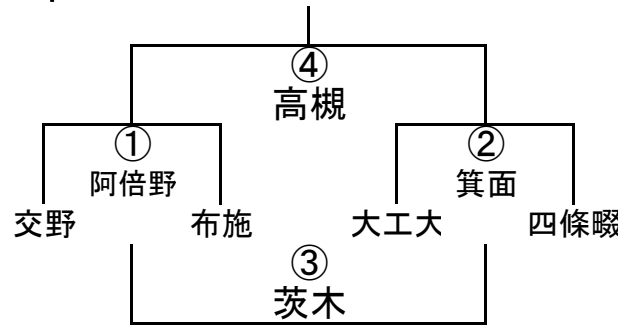 ④
高槻
① ②
阿倍野 箕面
交野 布施 大工大 四條畷
③
茨木